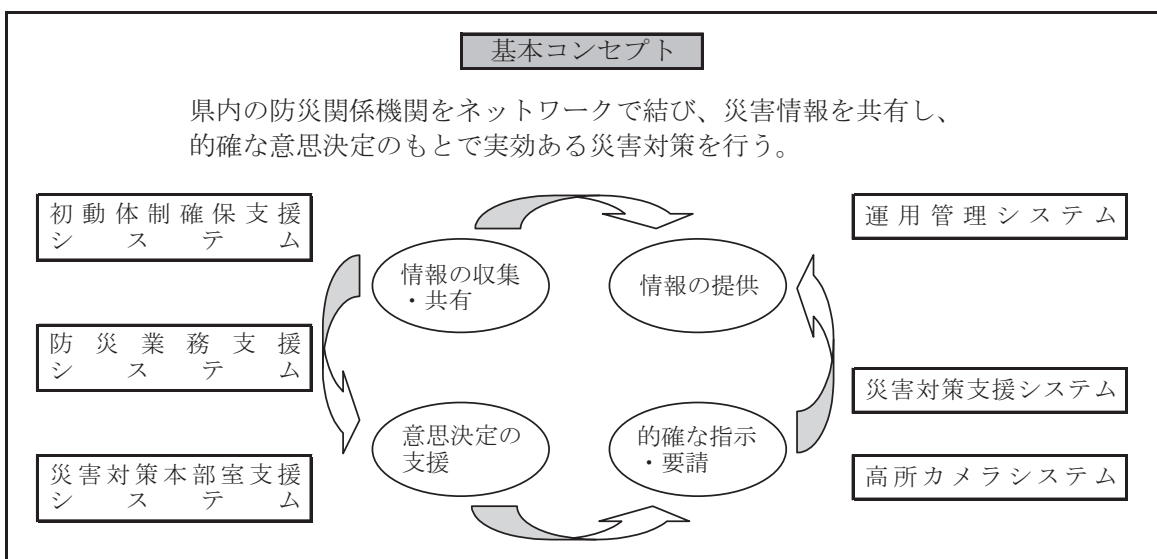 基本コンセプト
県内の防災関係機関をネットワークで結び、災害情報を共有し、
的確な意思決定のもとで実効ある災害対策を行う。
初動体制確保支援
システム
防災業務支援
システム
災害対策本部室支援
システム
情報の収集
・共有
情報の提供
意思決定の
支援
的確な指示
・要請
運用管理システム
災害対策支援システム
高所カメラシステム